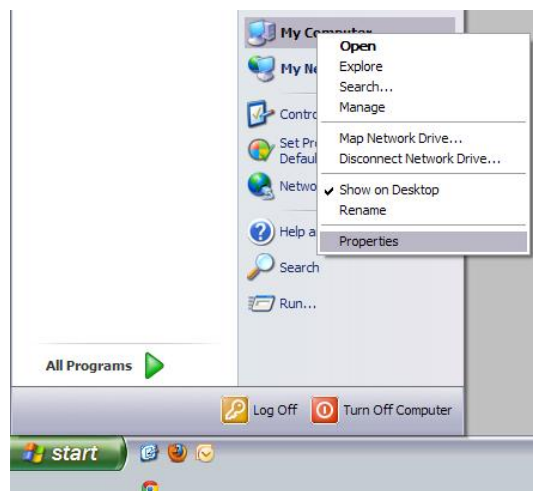 My Computer
Open
My Ne
Explore
Search...
Manage
Contro
Map Network Drive...
Set Pr
Defaul
Disconnect Network Drive...
Netwo
Show on Desktop
Rename
Help a
Properties
Search
Run...
All Programs
Log Off
Turn Off Computer
start